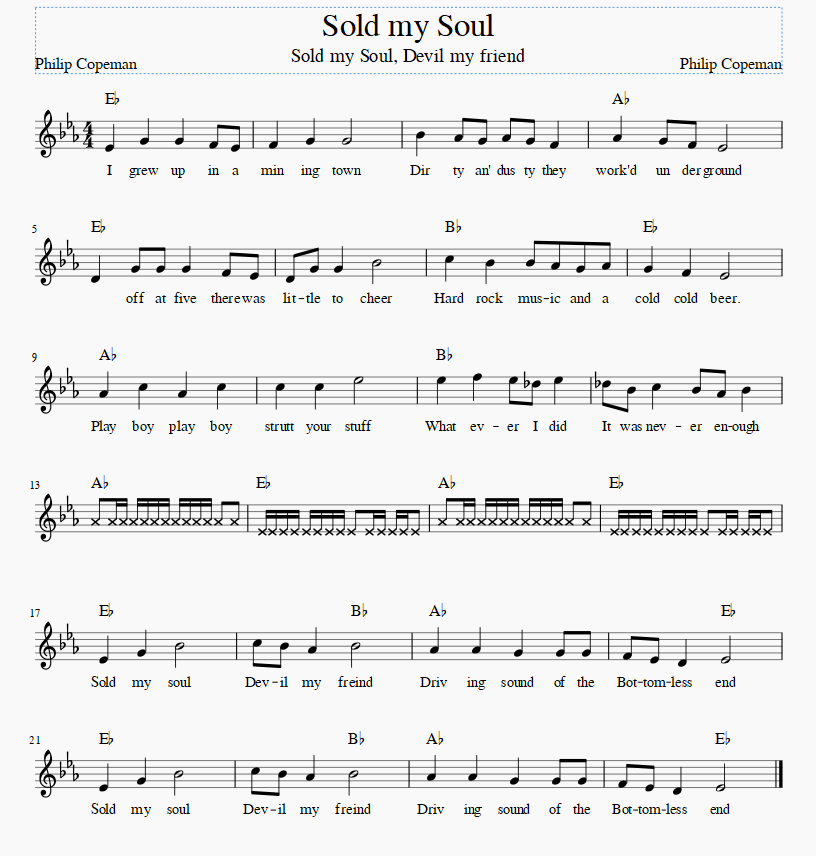 Sold my Soul
Sold my Soul, Devil my friend
Philip Copeman Philip Copeman
E♭ A♭
I grew up in a min ing town Dir ty an' dus ty they work'd un der ground
5 E♭ B♭ E♭
off at five there was lit-tle to cheer Hard rock mus-ic and a cold cold beer.
9 A♭ B♭
Play boy play boy strutt your stuff What ev-er I did It was nev-er en-ough
13 A♭ E♭ A♭ E♭
17 E♭ B♭ A♭ E♭
Sold my soul Dev-il my freind Driv ing sound of the Bot-tom-less end
21 E♭ B♭ A♭ E♭
Sold my soul Dev-il my freind Driv ing sound of the Bot-tom-less end